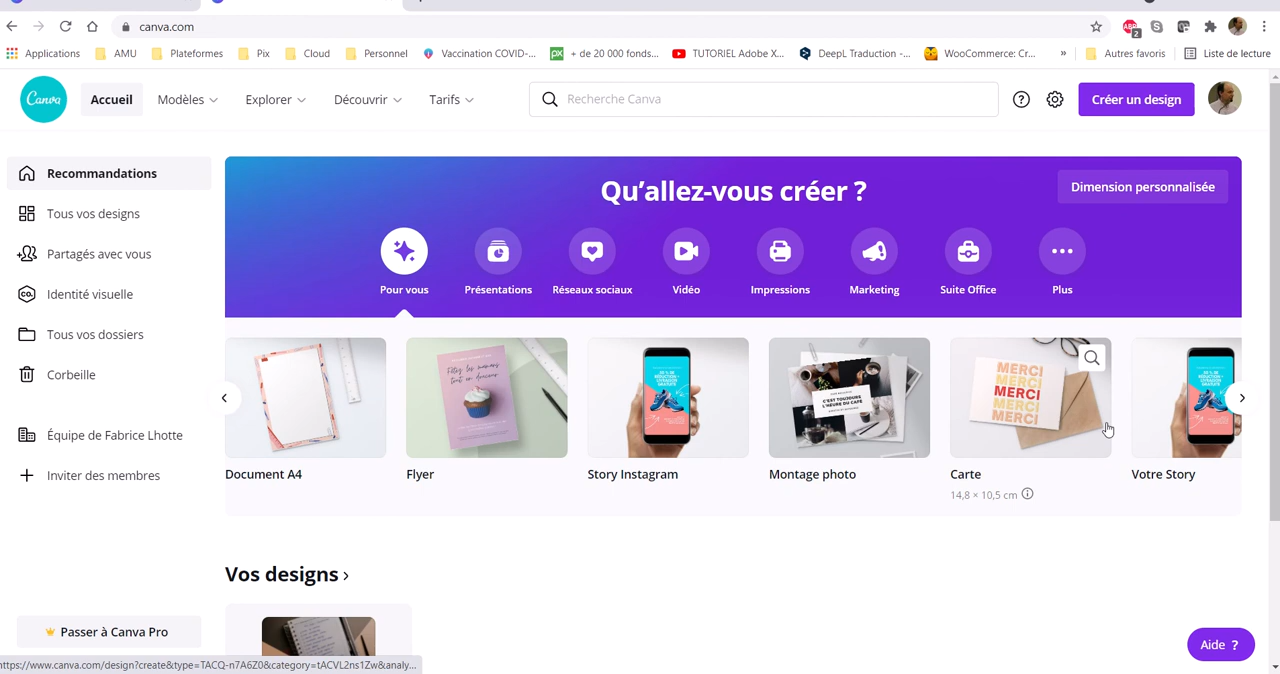 canva.com
Applications AMU Plateformes Pix Cloud Personnel Vaccination COVID-... + de 20 000 fonds... TUTORIEL Adobe X... DeepL Traduction -... WooCommerce: Cr... » Autres favoris Liste de lecture
Canva Accueil Modèles Explorer Découvrir Tarifs Recherche Canva Créer un design
Recommandations
Tous vos designs
Partagés avec vous
Identité visuelle
Tous vos dossiers
Corbeille
Équipe de Fabrice Lhotte
Inviter des membres
Passer à Canva Pro
Qu’allez-vous créer ?
Dimension personnalisée
Pour vous Présentations Réseaux sociaux Vidéo Impressions Marketing Suite Office Plus
MERCI
MERCI
MERCI
MERCI
MERCI
C'EST TOUJOURS
L'HEURE DU CAFÉ
Document A4 Flyer Story Instagram Montage photo Carte Votre Story
14,8 × 10,5 cm
Vos designs ›
Aide ?
https://www.canva.com/design?create&type=TACQ-n7A6Z0&category=tACVL2ns1Zw&analy...